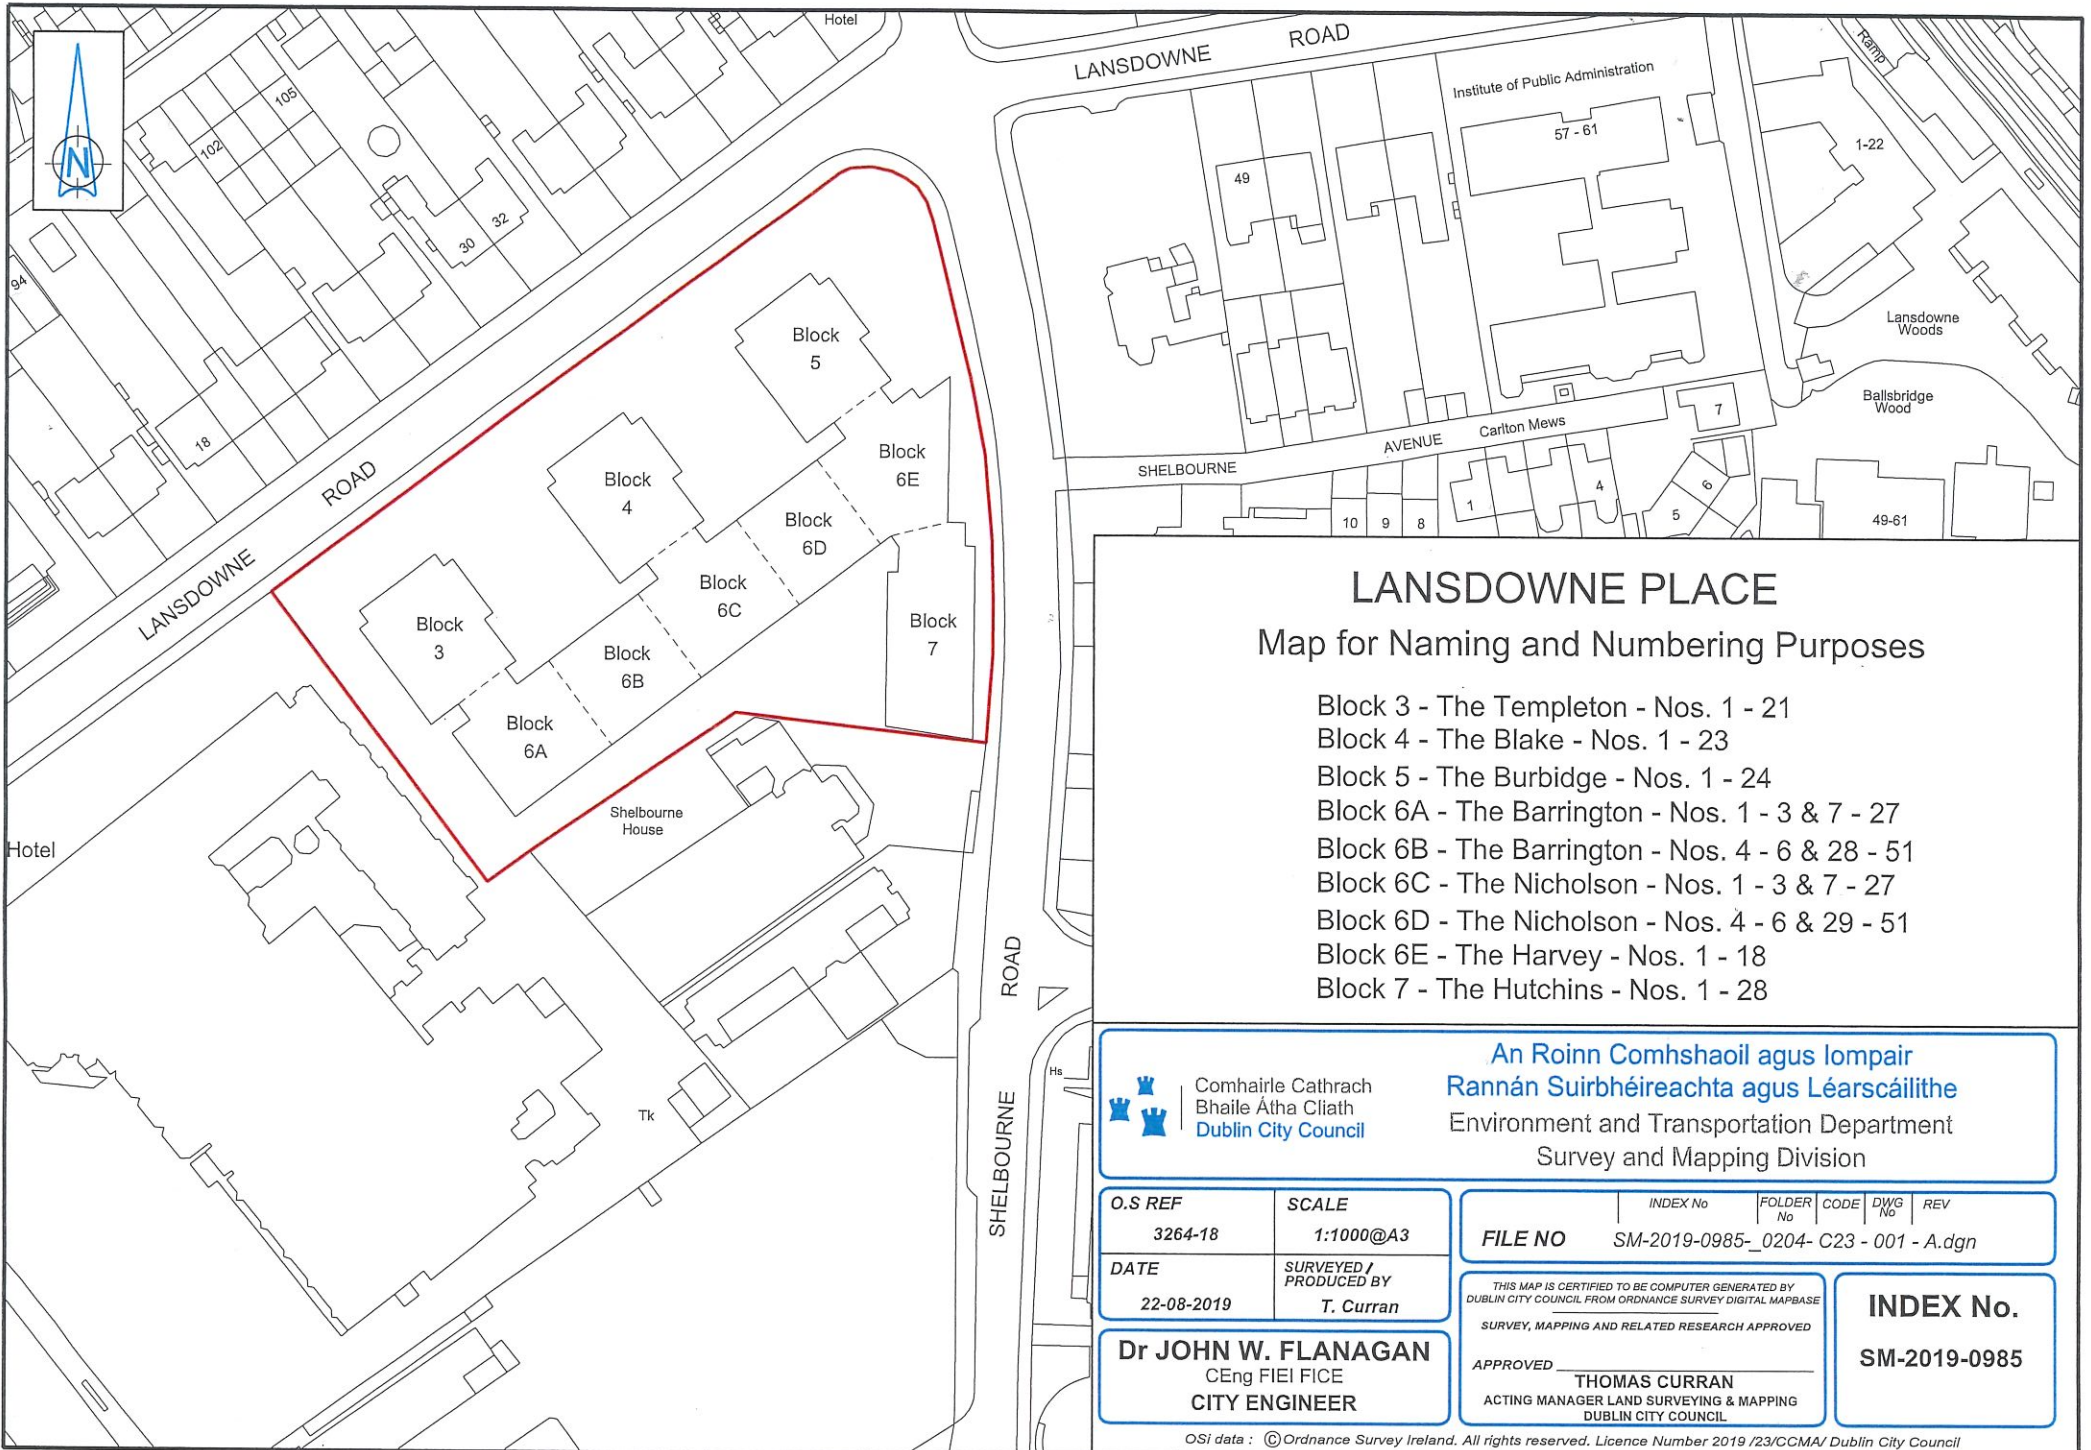 Hotel
LANSDOWNE ROAD
Ramp
Institute of Public Administration
57 - 61
1-22
105
102
49
32
30
94
18
Lansdowne
Woods
Ballsbridge
Wood
7
SHELBOURNE AVENUE Carlton Mews
1
4
6
5
10 9 8
49-61
LANSDOWNE ROAD
Block
5
Block
4
Block
3
Block
6E
Block
6D
Block
6C
Block
6B
Block
6A
Block
7
Shelbourne
House
Hotel
Tk
Hs
SHELBOURNE ROAD
N
LANSDOWNE PLACE
Map for Naming and Numbering Purposes
Block 3 - The Templeton - Nos. 1 - 21
Block 4 - The Blake - Nos. 1 - 23
Block 5 - The Burbidge - Nos. 1 - 24
Block 6A - The Barrington - Nos. 1 - 3 & 7 - 27
Block 6B - The Barrington - Nos. 4 - 6 & 28 - 51
Block 6C - The Nicholson - Nos. 1 - 3 & 7 - 27
Block 6D - The Nicholson - Nos. 4 - 6 & 29 - 51
Block 6E - The Harvey - Nos. 1 - 18
Block 7 - The Hutchins - Nos. 1 - 28
Comhairle Cathrach
Bhaile Átha Cliath
Dublin City Council
An Roinn Comhshaoil agus Iompair
Rannán Suirbhéireachta agus Léarscáilithe
Environment and Transportation Department
Survey and Mapping Division
O.S REF
3264-18
SCALE
1:1000@A3
DATE
22-08-2019
SURVEYED /
PRODUCED BY
T. Curran
INDEX No FOLDER No CODE DWG No REV
FILE NO SM-2019-0985-_0204- C23 - 001 - A.dgn
Dr JOHN W. FLANAGAN
CEng FIEI FICE
CITY ENGINEER
THIS MAP IS CERTIFIED TO BE COMPUTER GENERATED BY
DUBLIN CITY COUNCIL FROM ORDNANCE SURVEY DIGITAL MAPBASE
SURVEY, MAPPING AND RELATED RESEARCH APPROVED
APPROVED
THOMAS CURRAN
ACTING MANAGER LAND SURVEYING & MAPPING
DUBLIN CITY COUNCIL
INDEX No.
SM-2019-0985
OSi data : ©Ordnance Survey Ireland. All rights reserved. Licence Number 2019 /23/CCMA/ Dublin City Council